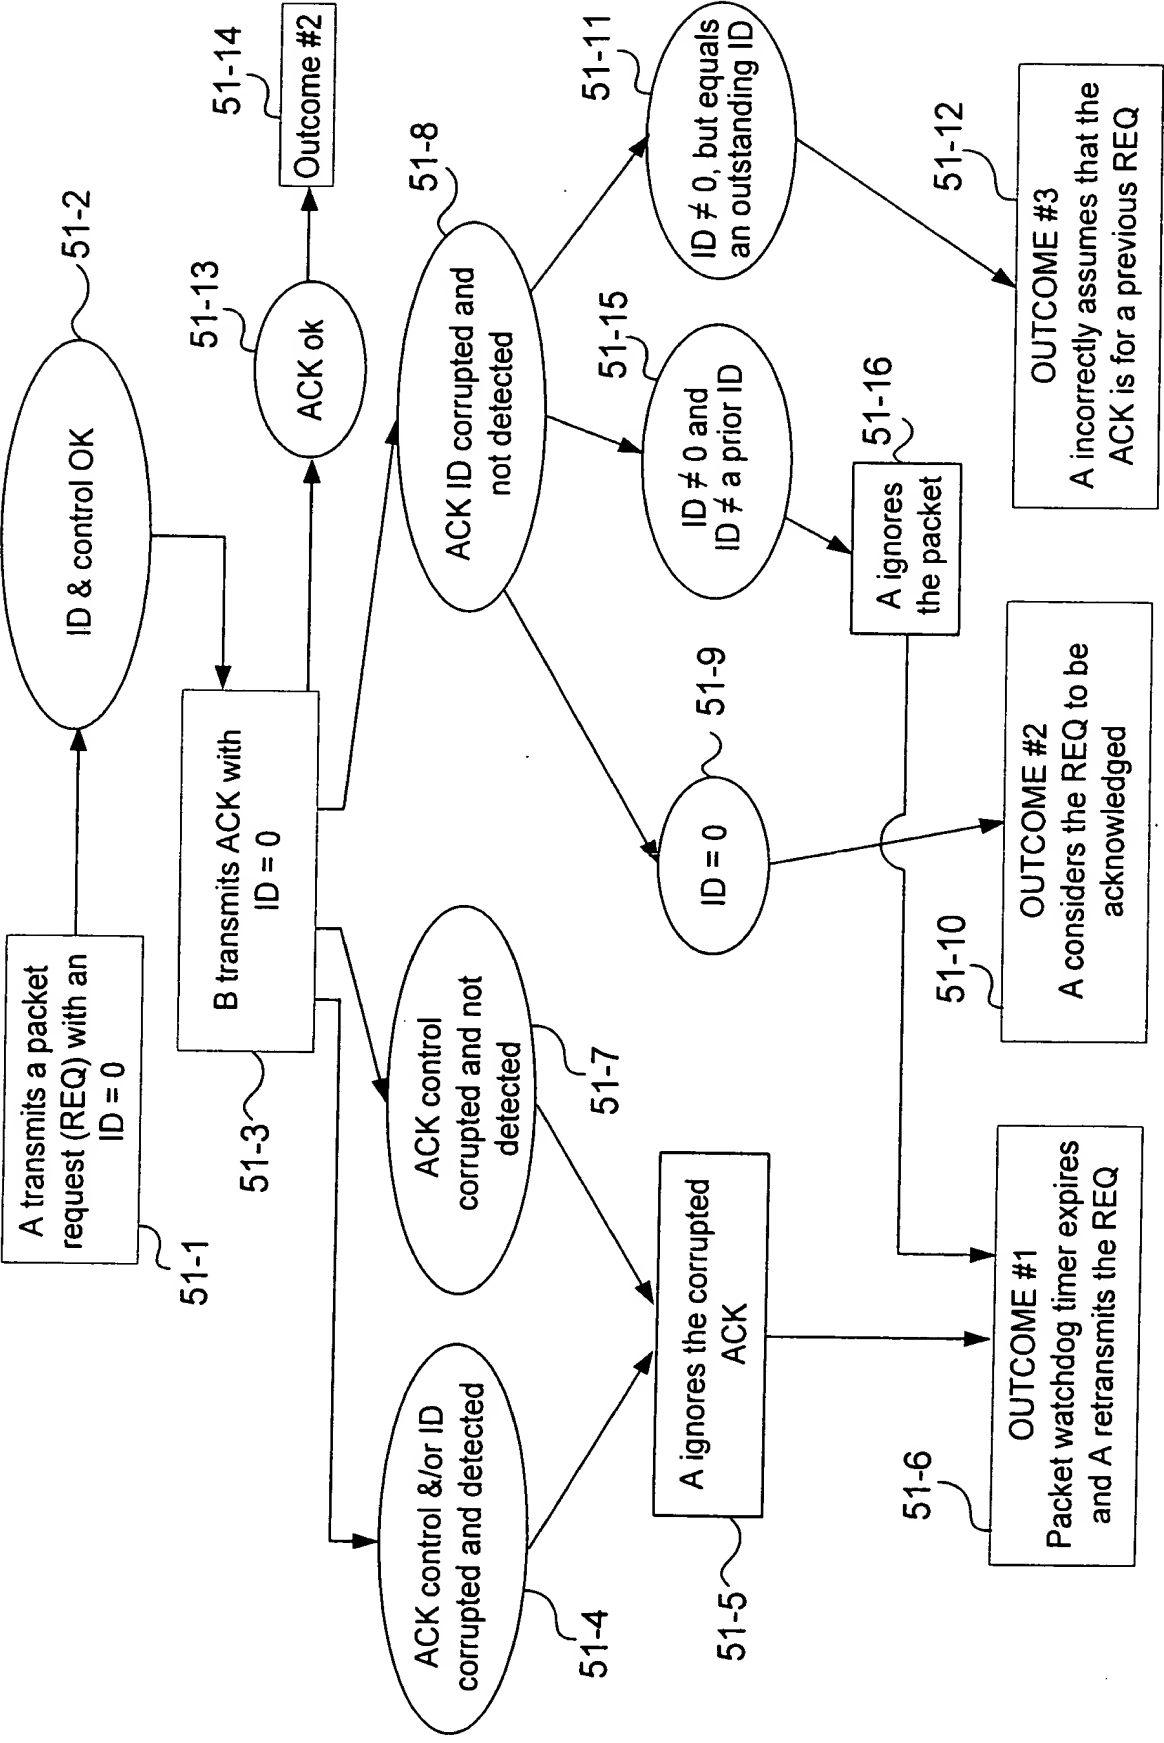 A transmits a packet
request (REQ) with an
ID = 0
51-1
ID & control OK
51-2
B transmits ACK with
ID = 0
51-3
ACK ok
51-13
Outcome #2
51-14
ACK control &/or ID
corrupted and detected
51-4
ACK control
corrupted and not
detected
51-7
ACK ID corrupted and
not detected
51-8
A ignores the corrupted
ACK
51-5
ID = 0
51-9
ID ≠ 0 and
ID ≠ a prior ID
51-15
ID ≠ 0, but equals
an outstanding ID
51-11
A ignores
the packet
51-16
OUTCOME #1
Packet watchdog timer expires
and A retransmits the REQ
51-6
OUTCOME #2
A considers the REQ to be
acknowledged
51-10
OUTCOME #3
A incorrectly assumes that the
ACK is for a previous REQ
51-12